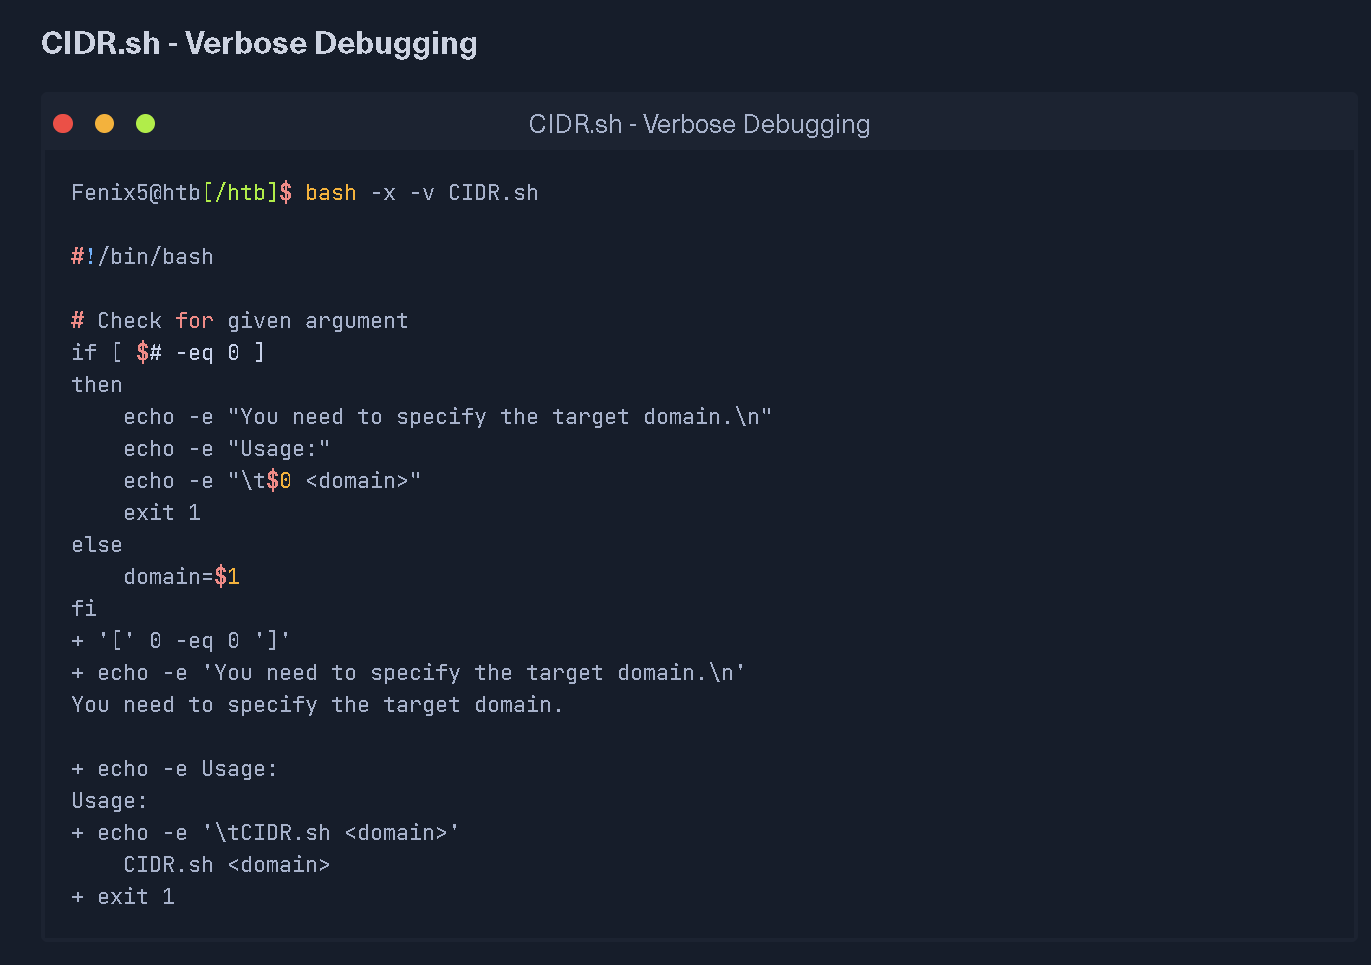 CIDR.sh - Verbose Debugging
CIDR.sh - Verbose Debugging
Fenix5@htb[/htb]$ bash -x -v CIDR.sh
#!/bin/bash
# Check for given argument
if [ $# -eq 0 ]
then
    echo -e "You need to specify the target domain.\n"
    echo -e "Usage:"
    echo -e "\t$0 <domain>"
    exit 1
else
    domain=$1
fi
+ '[' 0 -eq 0 ']'
+ echo -e 'You need to specify the target domain.\n'
You need to specify the target domain.
+ echo -e Usage:
Usage:
+ echo -e '\tCIDR.sh <domain>'
    CIDR.sh <domain>
+ exit 1